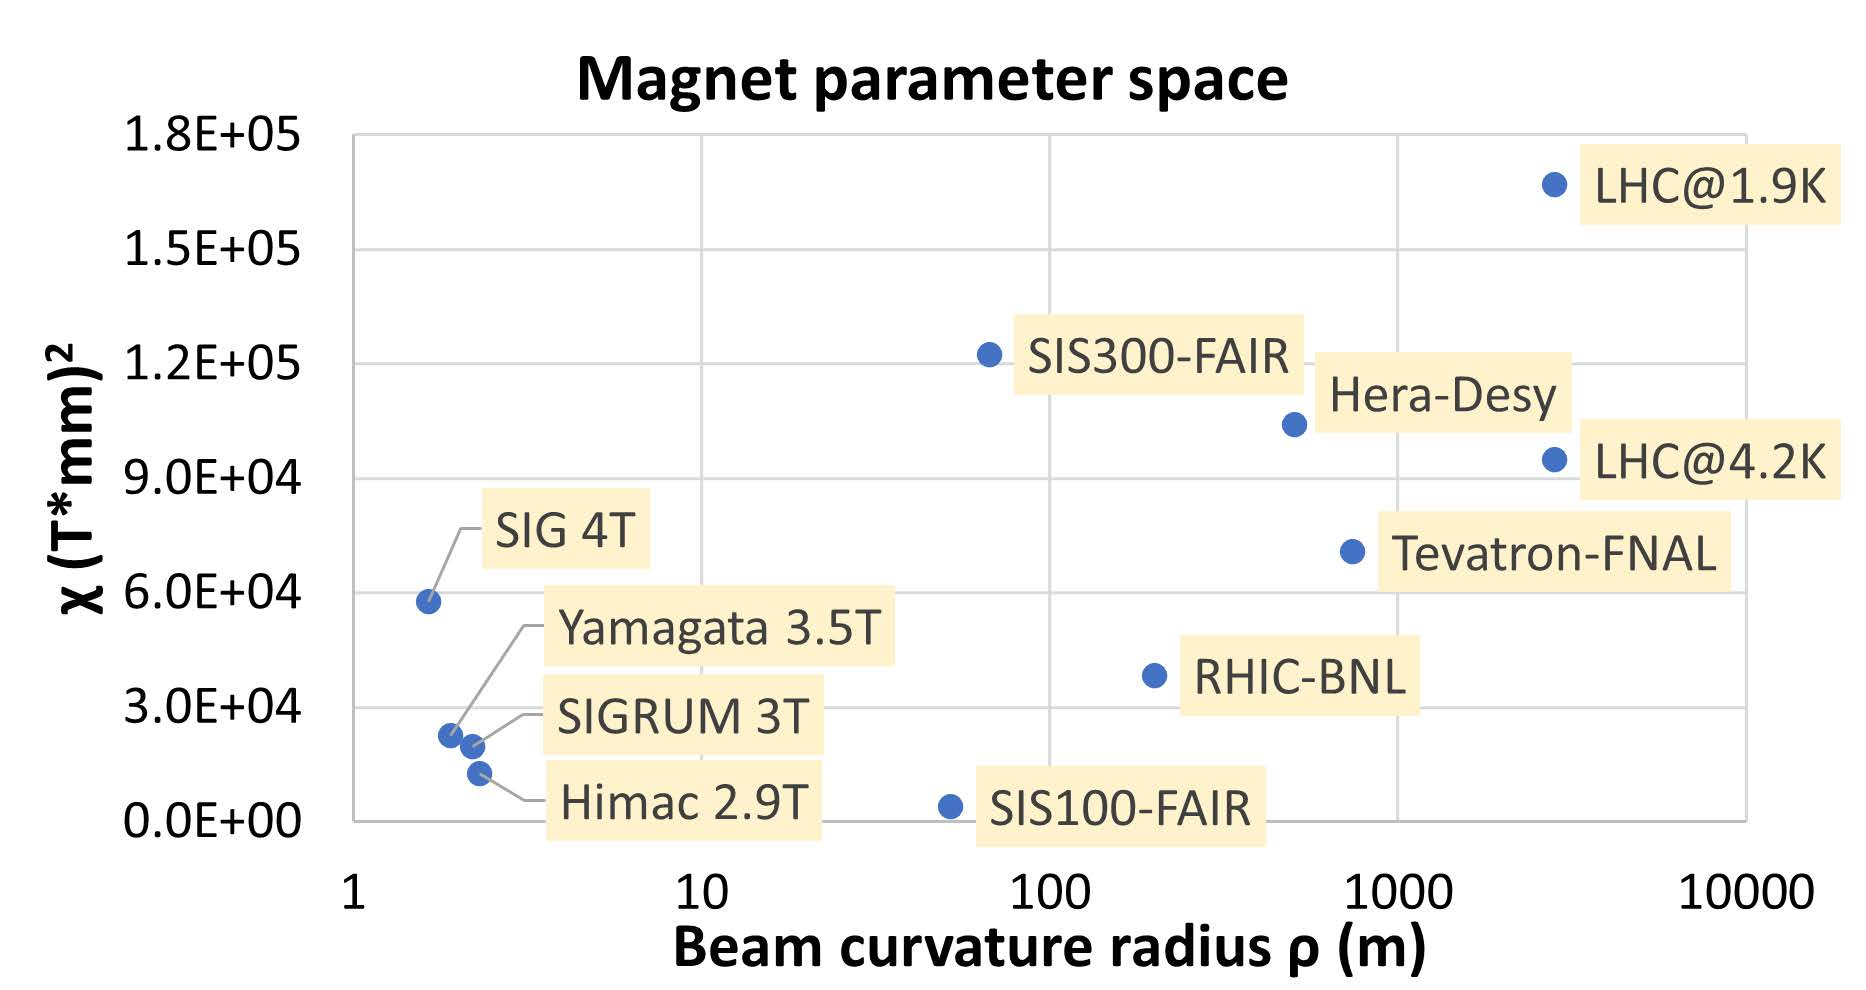 Magnet parameter space
χ (T*mm)²
1.8E+05
1.5E+05
1.2E+05
9.0E+04
6.0E+04
3.0E+04
0.0E+00
LHC@1.9K
SIS300-FAIR
Hera-Desy
LHC@4.2K
SIG 4T
Tevatron-FNAL
Yamagata 3.5T
RHIC-BNL
SIGRUM 3T
Himac 2.9T
SIS100-FAIR
1 10 100 1000 10000
Beam curvature radius ρ (m)